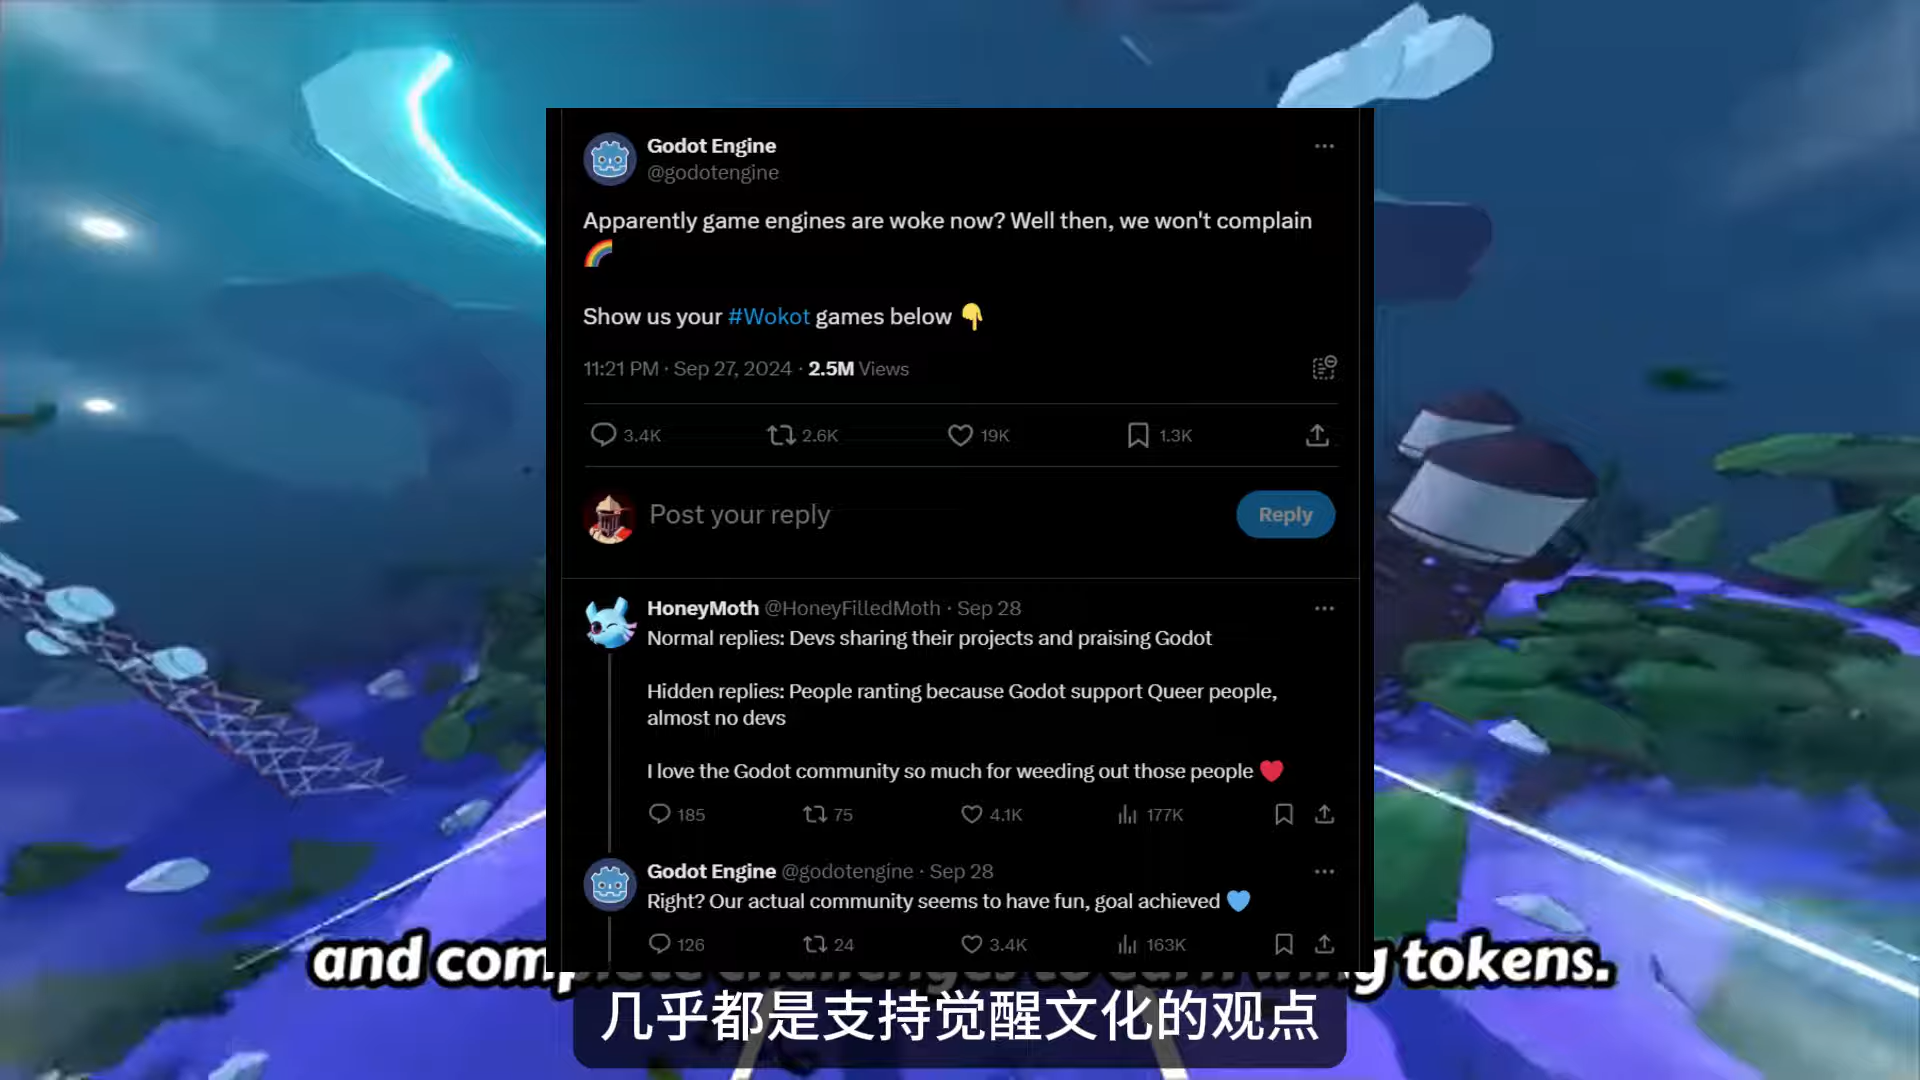 Godot Engine
@godotengine
Apparently game engines are woke now? Well then, we won't complain
🌈
Show us your #Wokot games below 👇
11:21 PM · Sep 27, 2024 · 2.5M Views
3.4K 2.6K 19K 1.3K
Post your reply
Reply
HoneyMoth @HoneyFilledMoth · Sep 28
Normal replies: Devs sharing their projects and praising Godot
Hidden replies: People ranting because Godot support Queer people,
almost no devs
I love the Godot community so much for weeding out those people ❤️
185 75 4.1K 177K
Godot Engine @godotengine · Sep 28
Right? Our actual community seems to have fun, goal achieved 💙
126 24 3.4K 163K
and complete challenges to earn wing tokens.
几乎都是支持觉醒文化的观点